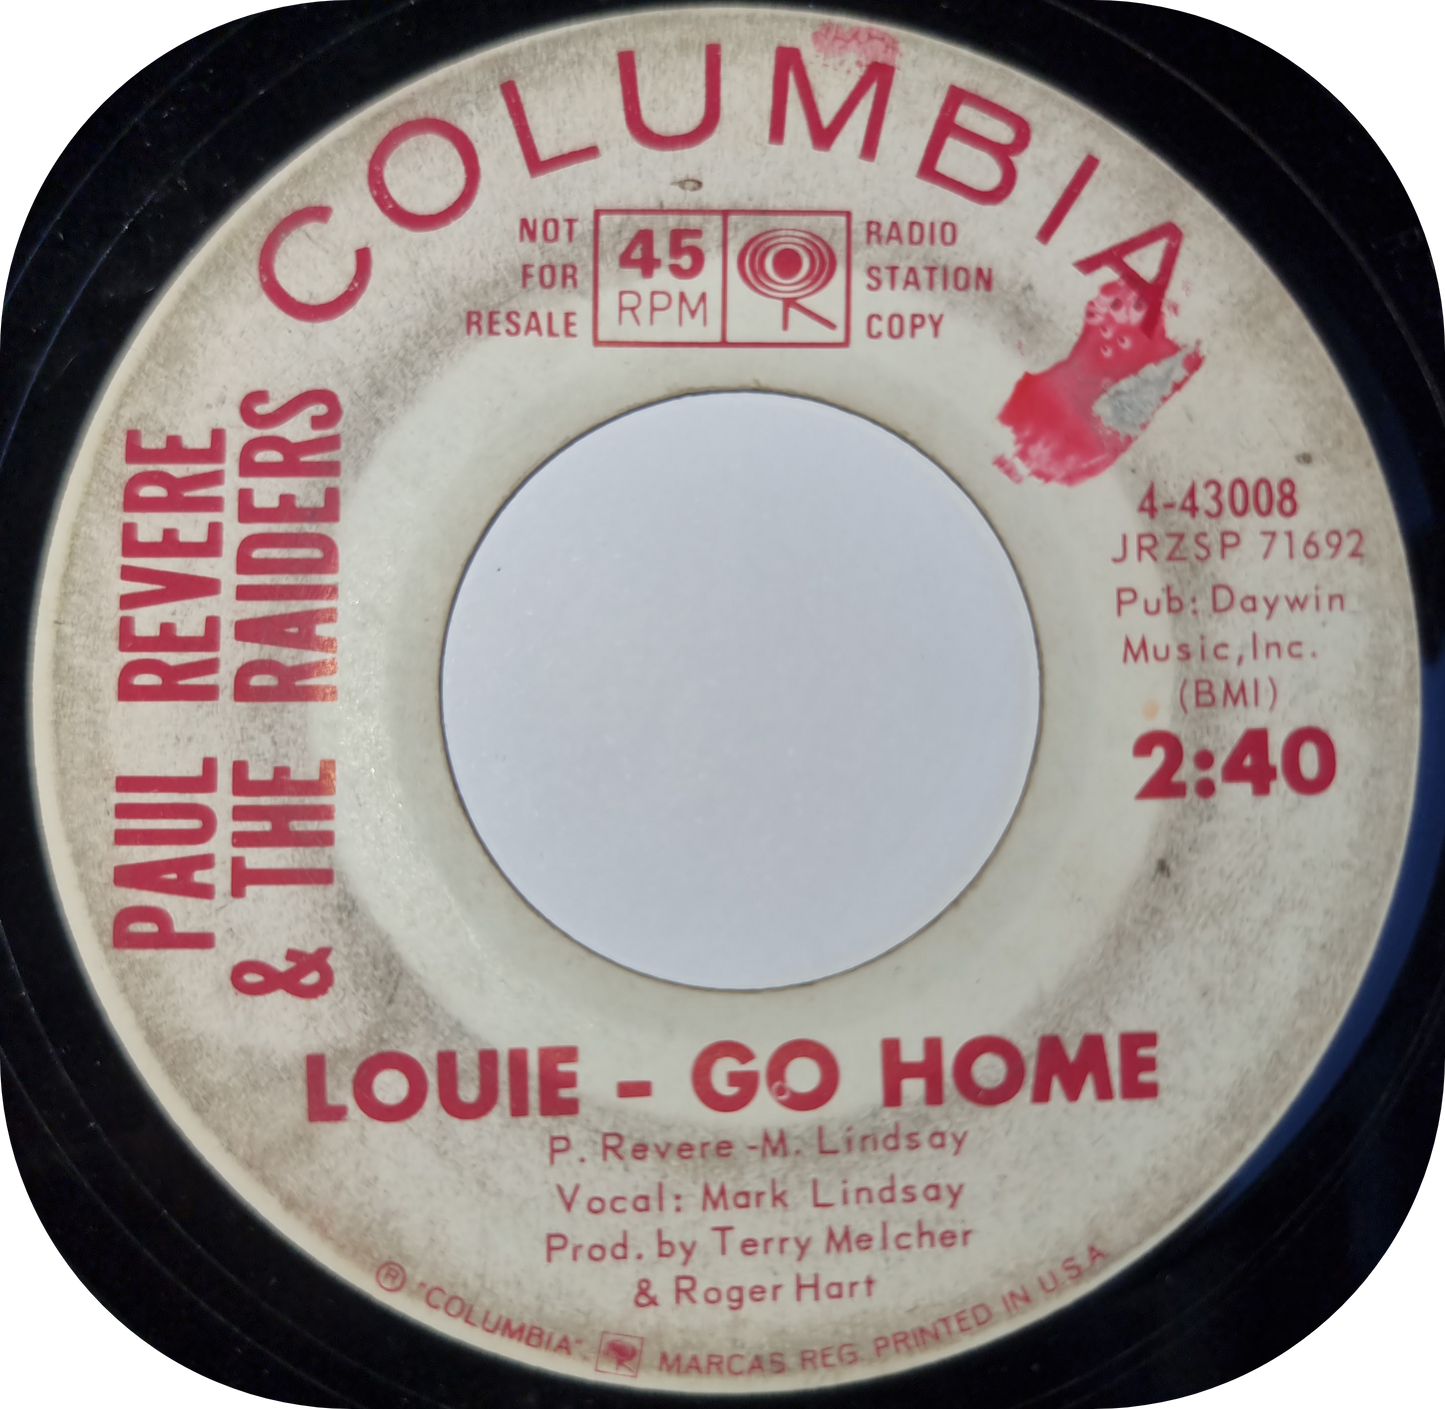 COLUMBIA
NOT
FOR
RESALE
45
RPM
RADIO
STATION
COPY
PAUL REVERE
& THE RAIDERS
4-43008
JRZSP 71692
Pub: Daywin
Music,Inc.
(BMI)
2:40
LOUIE - GO HOME
P. Revere -M. Lindsay
Vocal: Mark Lindsay
Prod. by Terry Melcher
& Roger Hart
® "COLUMBIA", MARCAS REG. PRINTED IN U.S.A.